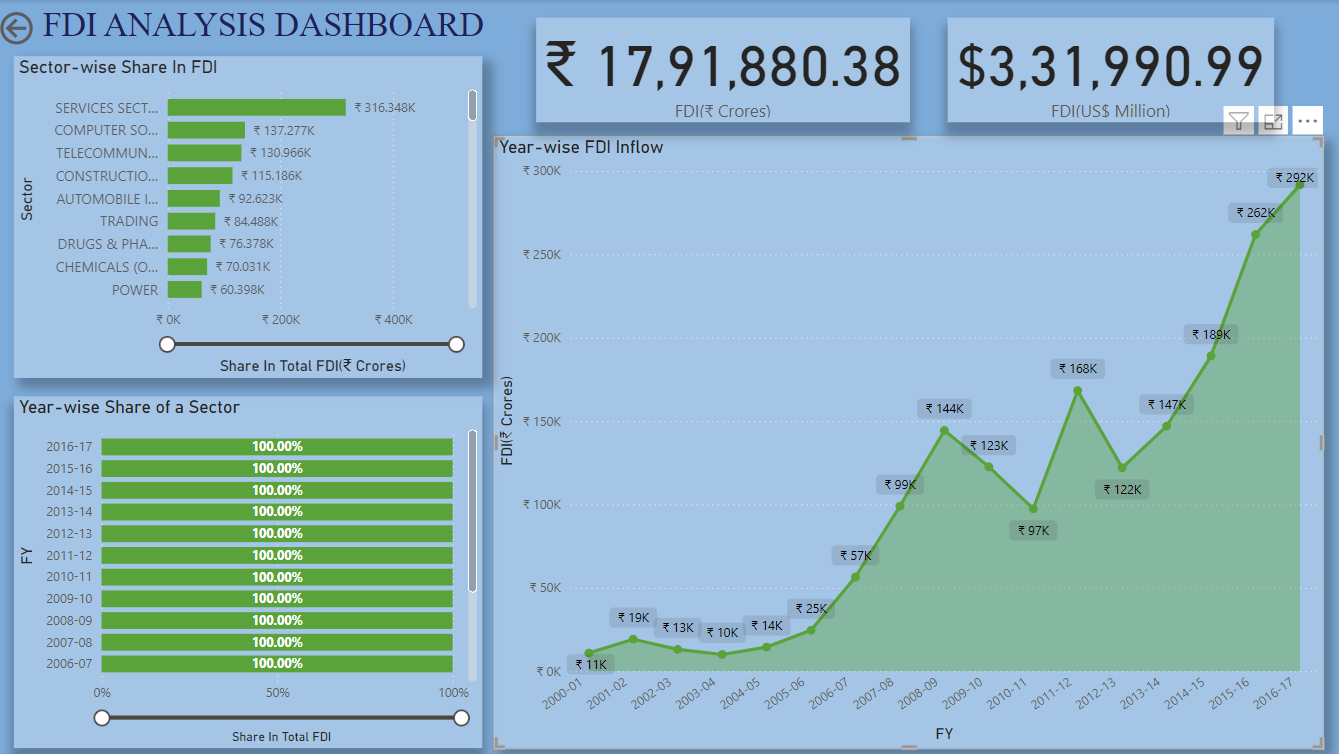 FDI ANALYSIS DASHBOARD
Sector-wise Share In FDI
Sector
SERVICES SECT... ₹ 316.348K
COMPUTER SO... ₹ 137.277K
TELECOMMUN... ₹ 130.966K
CONSTRUCTIO... ₹ 115.186K
AUTOMOBILE I... ₹ 92.623K
TRADING ₹ 84.488K
DRUGS & PHA... ₹ 76.378K
CHEMICALS (O... ₹ 70.031K
POWER ₹ 60.398K
₹ 0K ₹ 200K ₹ 400K
Share In Total FDI(₹ Crores)
Year-wise Share of a Sector
FY
2016-17 100.00%
2015-16 100.00%
2014-15 100.00%
2013-14 100.00%
2012-13 100.00%
2011-12 100.00%
2010-11 100.00%
2009-10 100.00%
2008-09 100.00%
2007-08 100.00%
2006-07 100.00%
0% 50% 100%
Share In Total FDI
₹ 17,91,880.38
FDI(₹ Crores)
$3,31,990.99
FDI(US$ Million)
Year-wise FDI Inflow
FDI(₹ Crores)
₹ 300K
₹ 250K
₹ 200K
₹ 150K
₹ 100K
₹ 50K
₹ 0K
₹ 11K
₹ 19K
₹ 13K
₹ 10K
₹ 14K
₹ 25K
₹ 57K
₹ 99K
₹ 144K
₹ 123K
₹ 97K
₹ 168K
₹ 122K
₹ 147K
₹ 189K
₹ 262K
₹ 292K
2000-01 2001-02 2002-03 2003-04 2004-05 2005-06 2006-07 2007-08 2008-09 2009-10 2010-11 2011-12 2012-13 2013-14 2014-15 2015-16 2016-17
FY